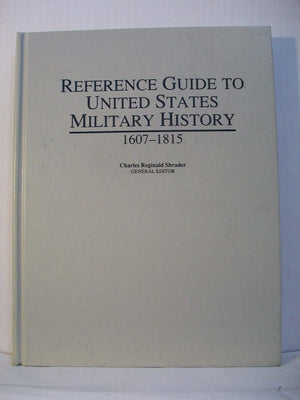 REFERENCE GUIDE TO
UNITED STATES
MILITARY HISTORY
1607–1815
Charles Reginald Shrader
GENERAL EDITOR